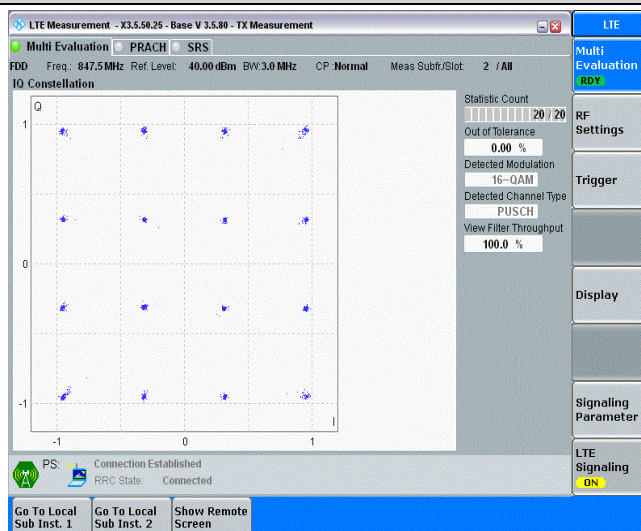 LTE Measurement - X3.5.50.25 - Base V 3.5.80 - TX Measurement
LTE
Multi Evaluation PRACH SRS
Multi Evaluation
RDY
FDD Freq.: 847.5 MHz Ref. Level: 40.00 dBm BW: 3.0 MHz CP : Normal Meas Subfr./Slot: 2 / All
IQ Constellation
Q
1
0
-1
-1 0 1
I
Statistic Count
20 / 20
Out of Tolerance
0.00 %
Detected Modulation
16-QAM
Detected Channel Type
PUSCH
View Filter Throughput
100.0 %
RF
Settings
Trigger
Display
Signaling
Parameter
LTE
Signaling
ON
PS: Connection Established
RRC State: Connected
Go To Local
Sub Inst. 1
Go To Local
Sub Inst. 2
Show Remote
Screen